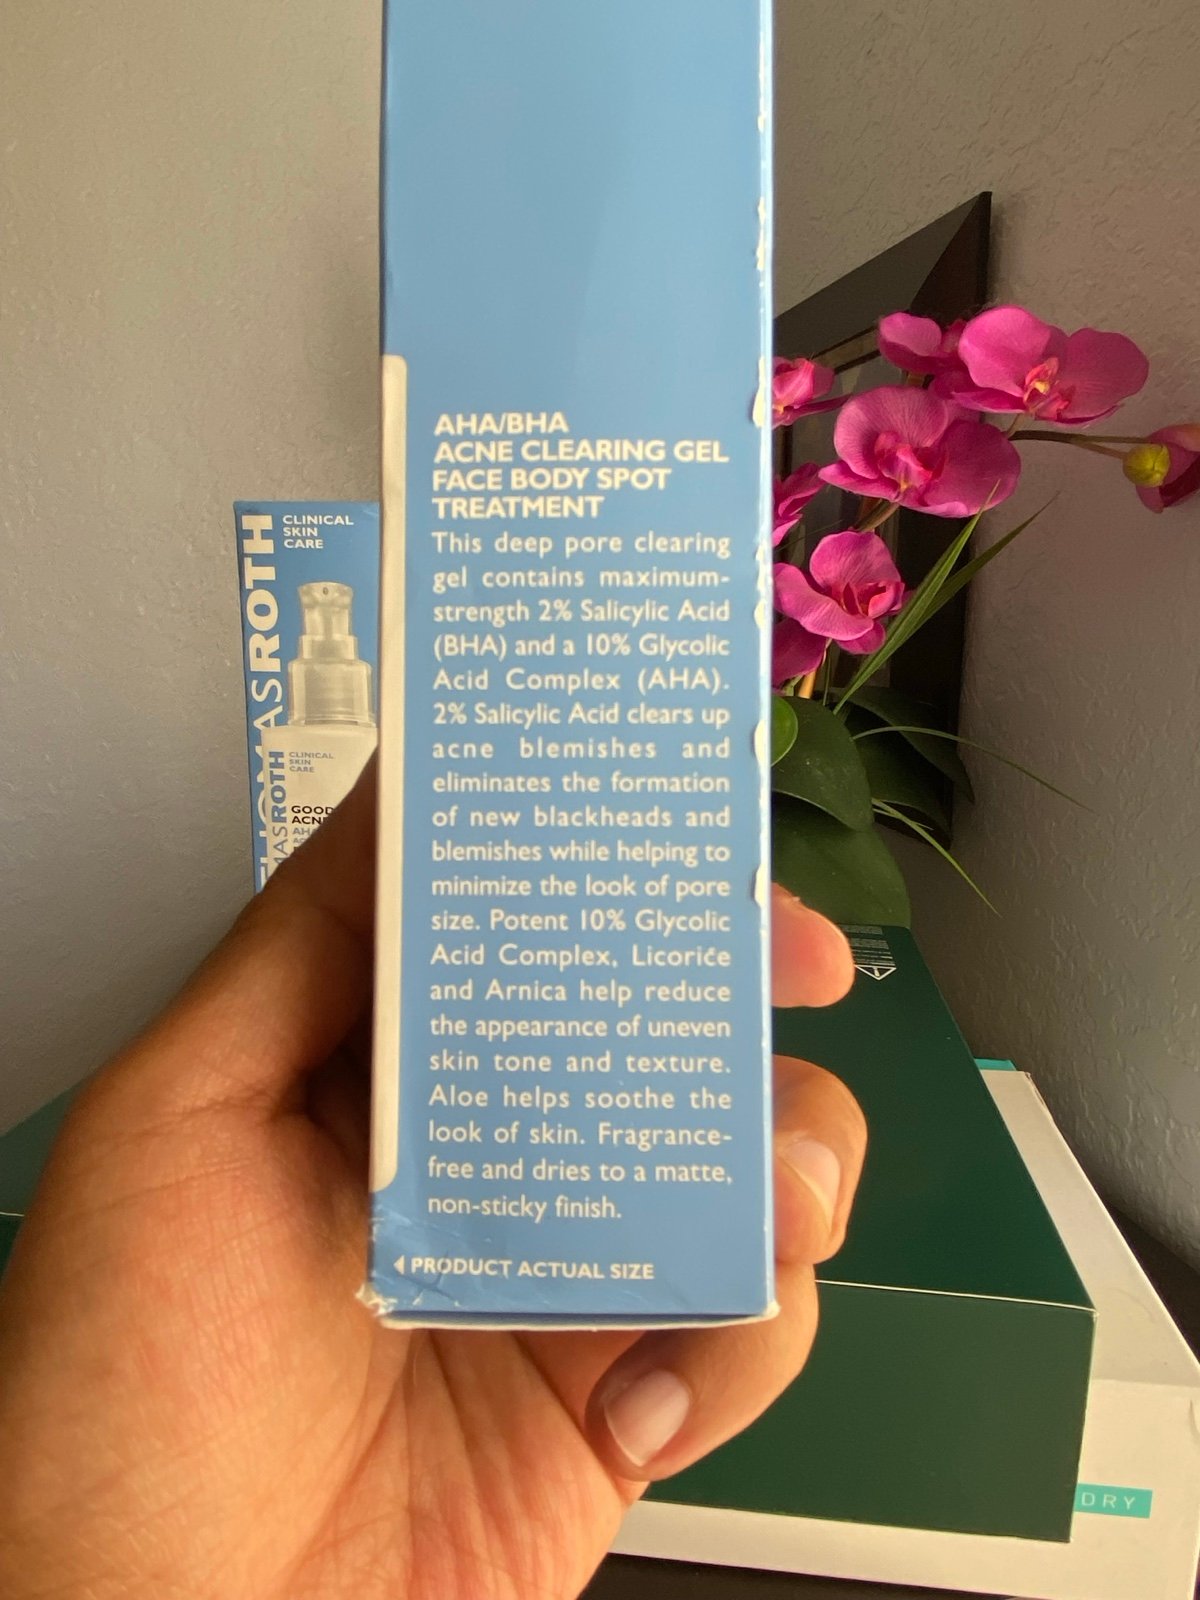 AHA/BHA
ACNE CLEARING GEL
FACE BODY SPOT
TREATMENT
This deep pore clearing
gel contains maximum-
strength 2% Salicylic Acid
(BHA) and a 10% Glycolic
Acid Complex (AHA).
2% Salicylic Acid clears up
acne blemishes and
eliminates the formation
of new blackheads and
blemishes while helping to
minimize the look of pore
size. Potent 10% Glycolic
Acid Complex, Licorice
and Arnica help reduce
the appearance of uneven
skin tone and texture.
Aloe helps soothe the
look of skin. Fragrance-
free and dries to a matte,
non-sticky finish.
PRODUCT ACTUAL SIZE
CLINICAL
SKIN
CARE
ROTH
CLINICAL
SKIN
CARE
MASROTH
GOOD
DRY